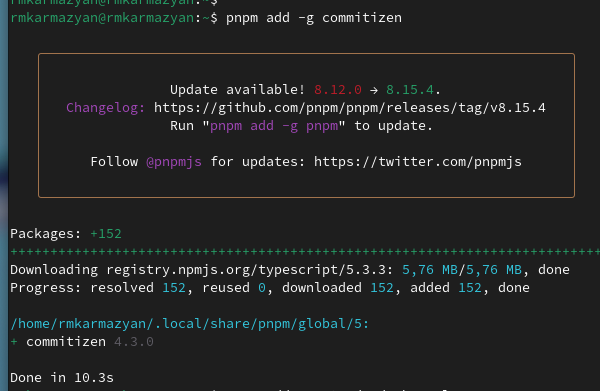 rmkarmazyan@rmkarmazyan:~$
rmkarmazyan@rmkarmazyan:~$ pnpm add -g commitizen
Update available! 8.12.0 → 8.15.4.
Changelog: https://github.com/pnpm/pnpm/releases/tag/v8.15.4
Run "pnpm add -g pnpm" to update.
Follow @pnpmjs for updates: https://twitter.com/pnpmjs
Packages: +152
++++++++++++++++++++++++++++++++++++++++++++++++++++++++++++++++++++++++++
Downloading registry.npmjs.org/typescript/5.3.3: 5,76 MB/5,76 MB, done
Progress: resolved 152, reused 0, downloaded 152, added 152, done
/home/rmkarmazyan/.local/share/pnpm/global/5:
+ commitizen 4.3.0
Done in 10.3s